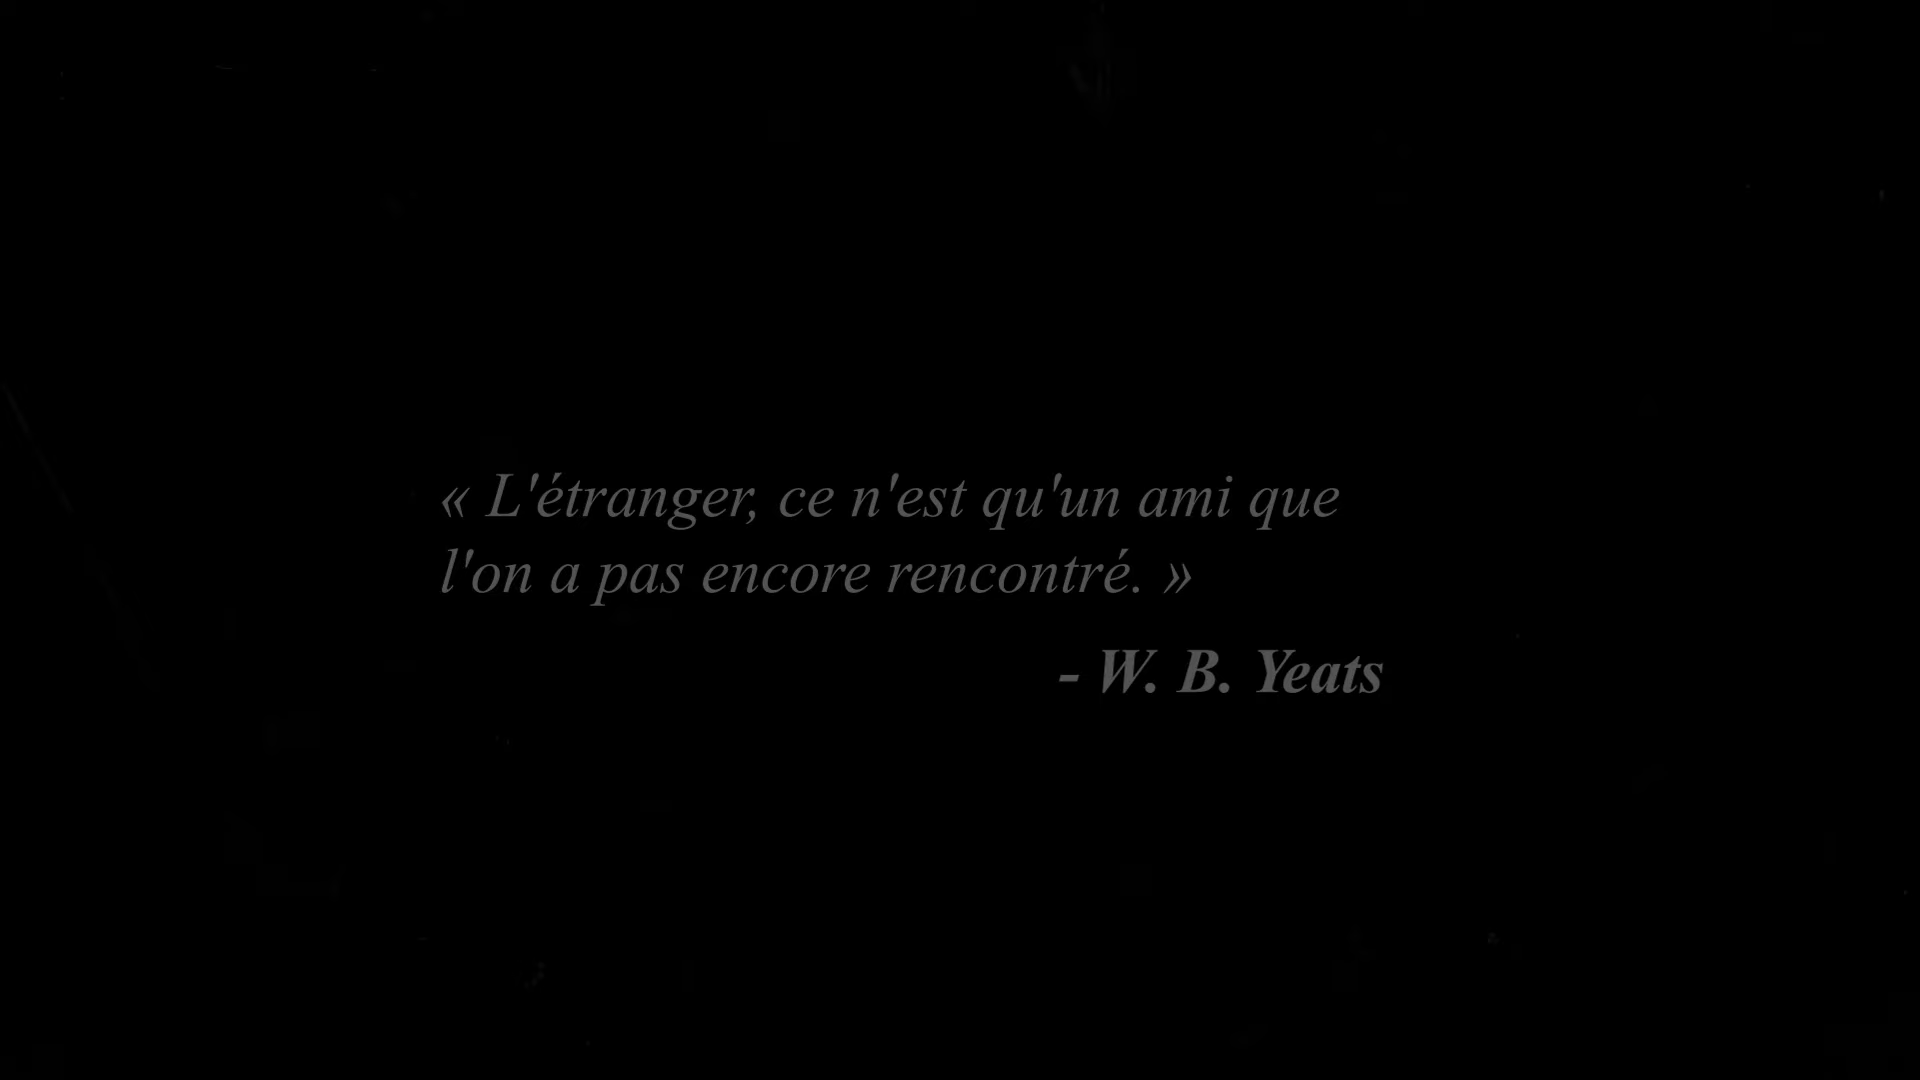 « L'étranger, ce n'est qu'un ami que
l'on a pas encore rencontré. »
- W. B. Yeats